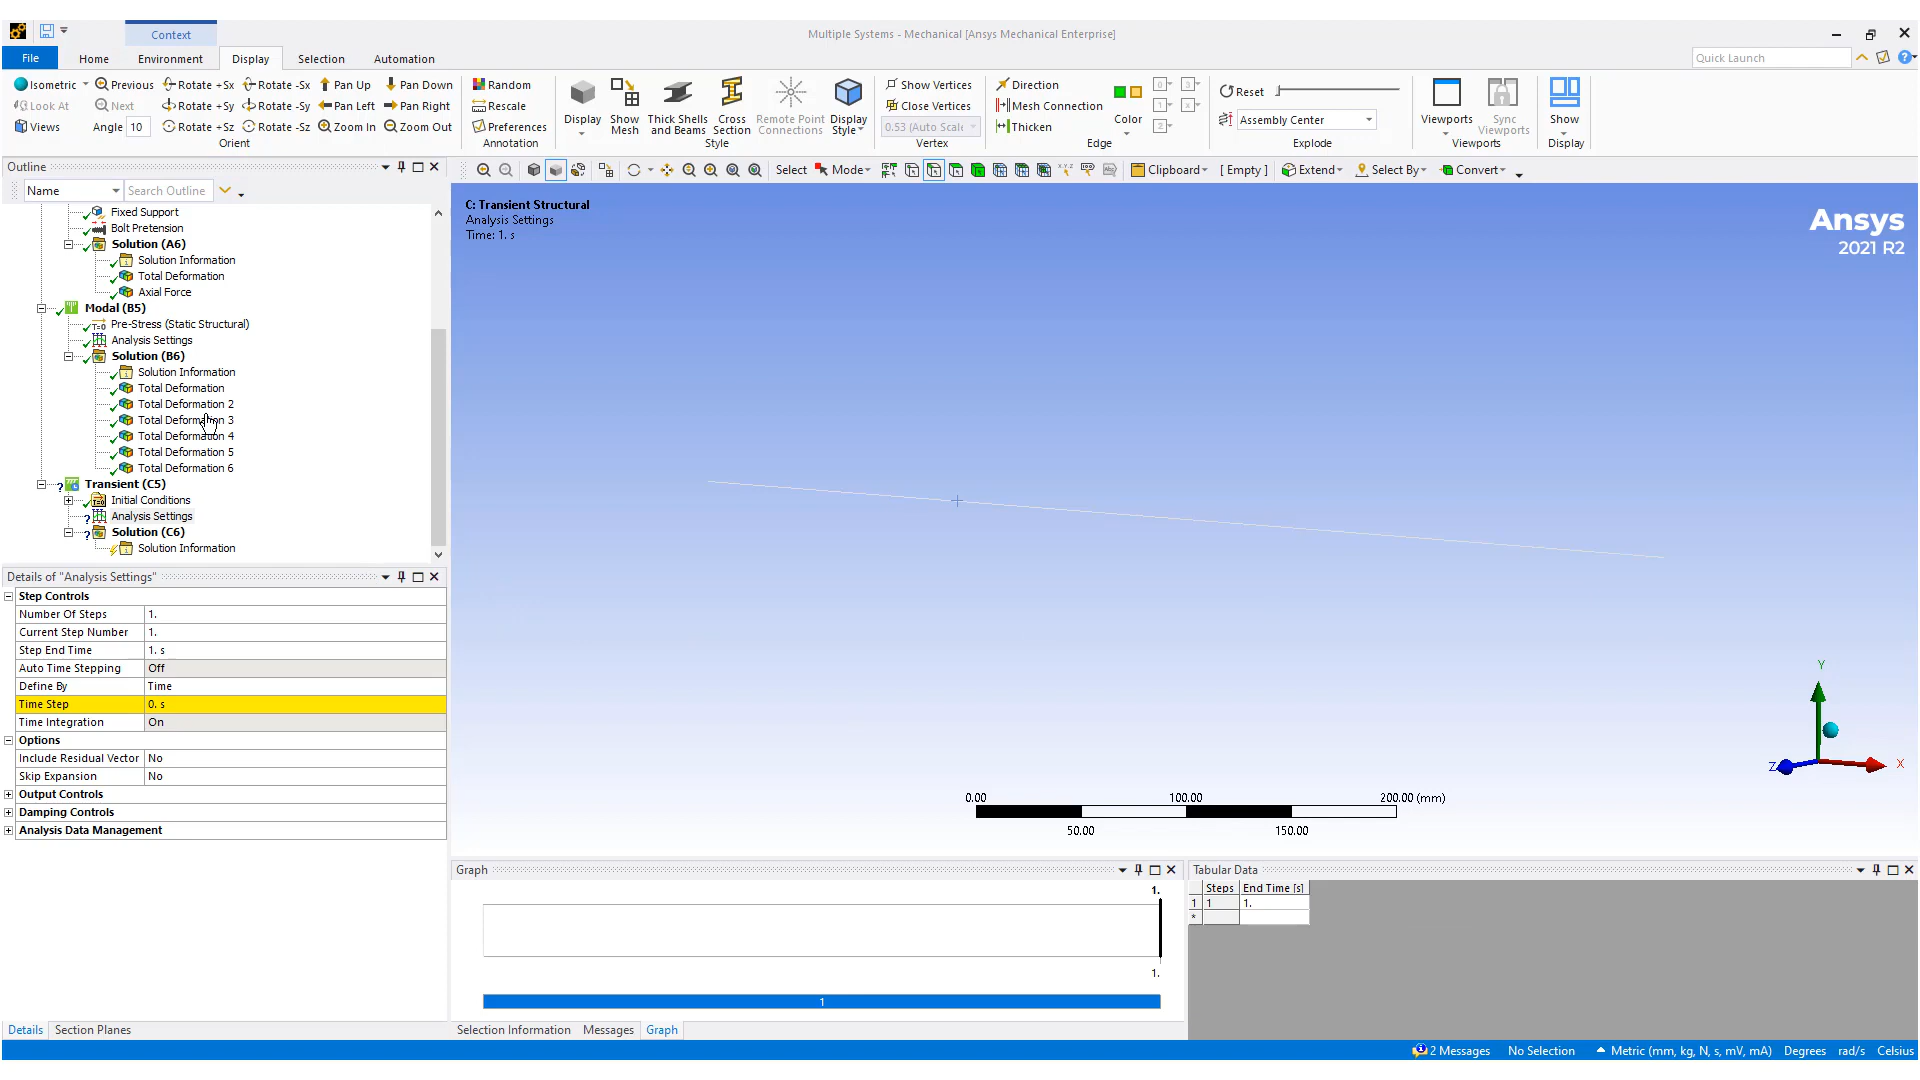 Context
Multiple Systems - Mechanical [Ansys Mechanical Enterprise]
File Home Environment Display Selection Automation
Quick Launch
Isometric Previous Rotate +Sx Rotate -Sx Pan Up Pan Down
Look At Next Rotate +Sy Rotate -Sy Pan Left Pan Right
Views Angle 10 Rotate +Sz Rotate -Sz Zoom In Zoom Out
Orient
Random
Rescale
Preferences
Annotation
Display
Show Mesh
Thick Shells and Beams
Cross Section
Remote Point Connections
Display Style
Style
Show Vertices
Close Vertices
0.53 (Auto Scale
Vertex
Direction
Mesh Connection
Thicken
Color
0 3
1 x
2
Edge
Reset
Assembly Center
Explode
Viewports
Sync Viewports
Viewports
Show
Display
Outline
Name Search Outline
Select Mode Clipboard [ Empty ] Extend Select By Convert
Fixed Support
Bolt Pretension
Solution (A6)
Solution Information
Total Deformation
Axial Force
Modal (B5)
Pre-Stress (Static Structural)
Analysis Settings
Solution (B6)
Solution Information
Total Deformation
Total Deformation 2
Total Deformation 3
Total Deformation 4
Total Deformation 5
Total Deformation 6
Transient (C5)
Initial Conditions
Analysis Settings
Solution (C6)
Solution Information
Details of "Analysis Settings"
Step Controls
Number Of Steps 1.
Current Step Number 1.
Step End Time 1. s
Auto Time Stepping Off
Define By Time
Time Step 0. s
Time Integration On
Options
Include Residual Vector No
Skip Expansion No
Output Controls
Damping Controls
Analysis Data Management
Details Section Planes
C: Transient Structural
Analysis Settings
Time: 1. s
Ansys
2021 R2
Y
Z
X
0.00 100.00 200.00 (mm)
50.00 150.00
Graph
1.
1.
1
Selection Information Messages Graph
Tabular Data
Steps End Time [s]
1 1 1.
*
2 Messages No Selection Metric (mm, kg, N, s, mV, mA) Degrees rad/s Celsius